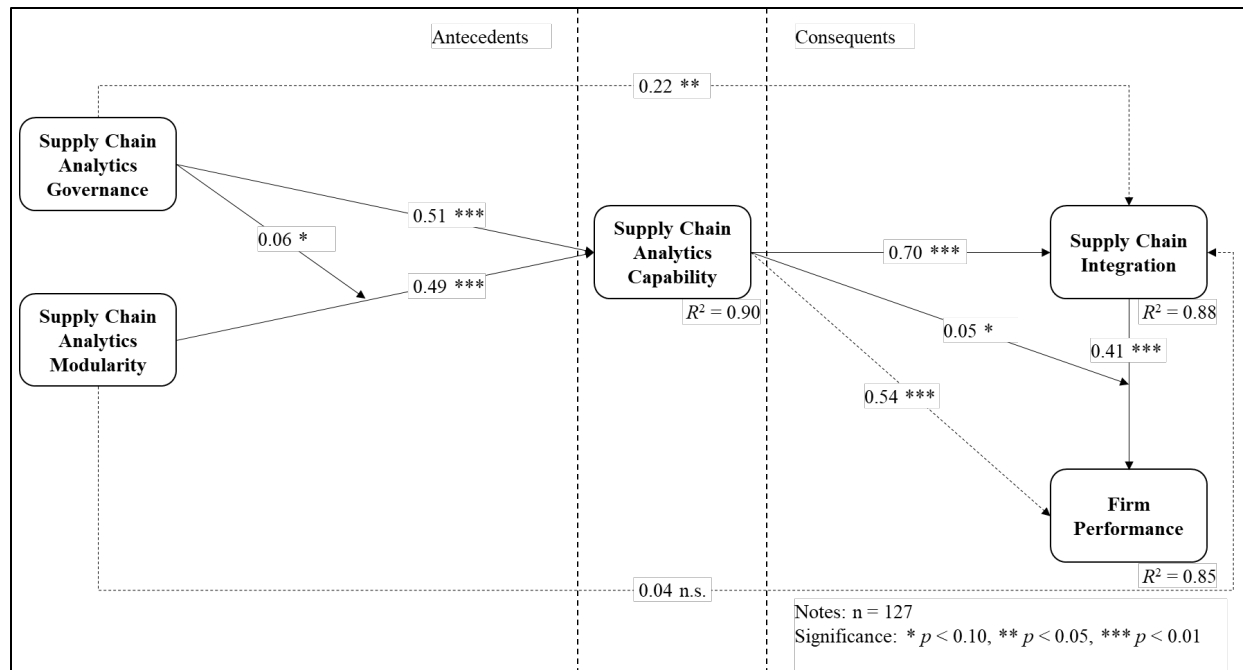 Antecedents
Consequents
0.22 **
Supply Chain
Analytics
Governance
0.51 ***
0.06 *
Supply Chain
Analytics
Capability
R² = 0.90
0.70 ***
Supply Chain
Integration
R² = 0.88
0.49 ***
Supply Chain
Analytics
Modularity
0.05 *
0.41 ***
0.54 ***
Firm
Performance
R² = 0.85
0.04 n.s.
Notes: n = 127
Significance: * p < 0.10, ** p < 0.05, *** p < 0.01